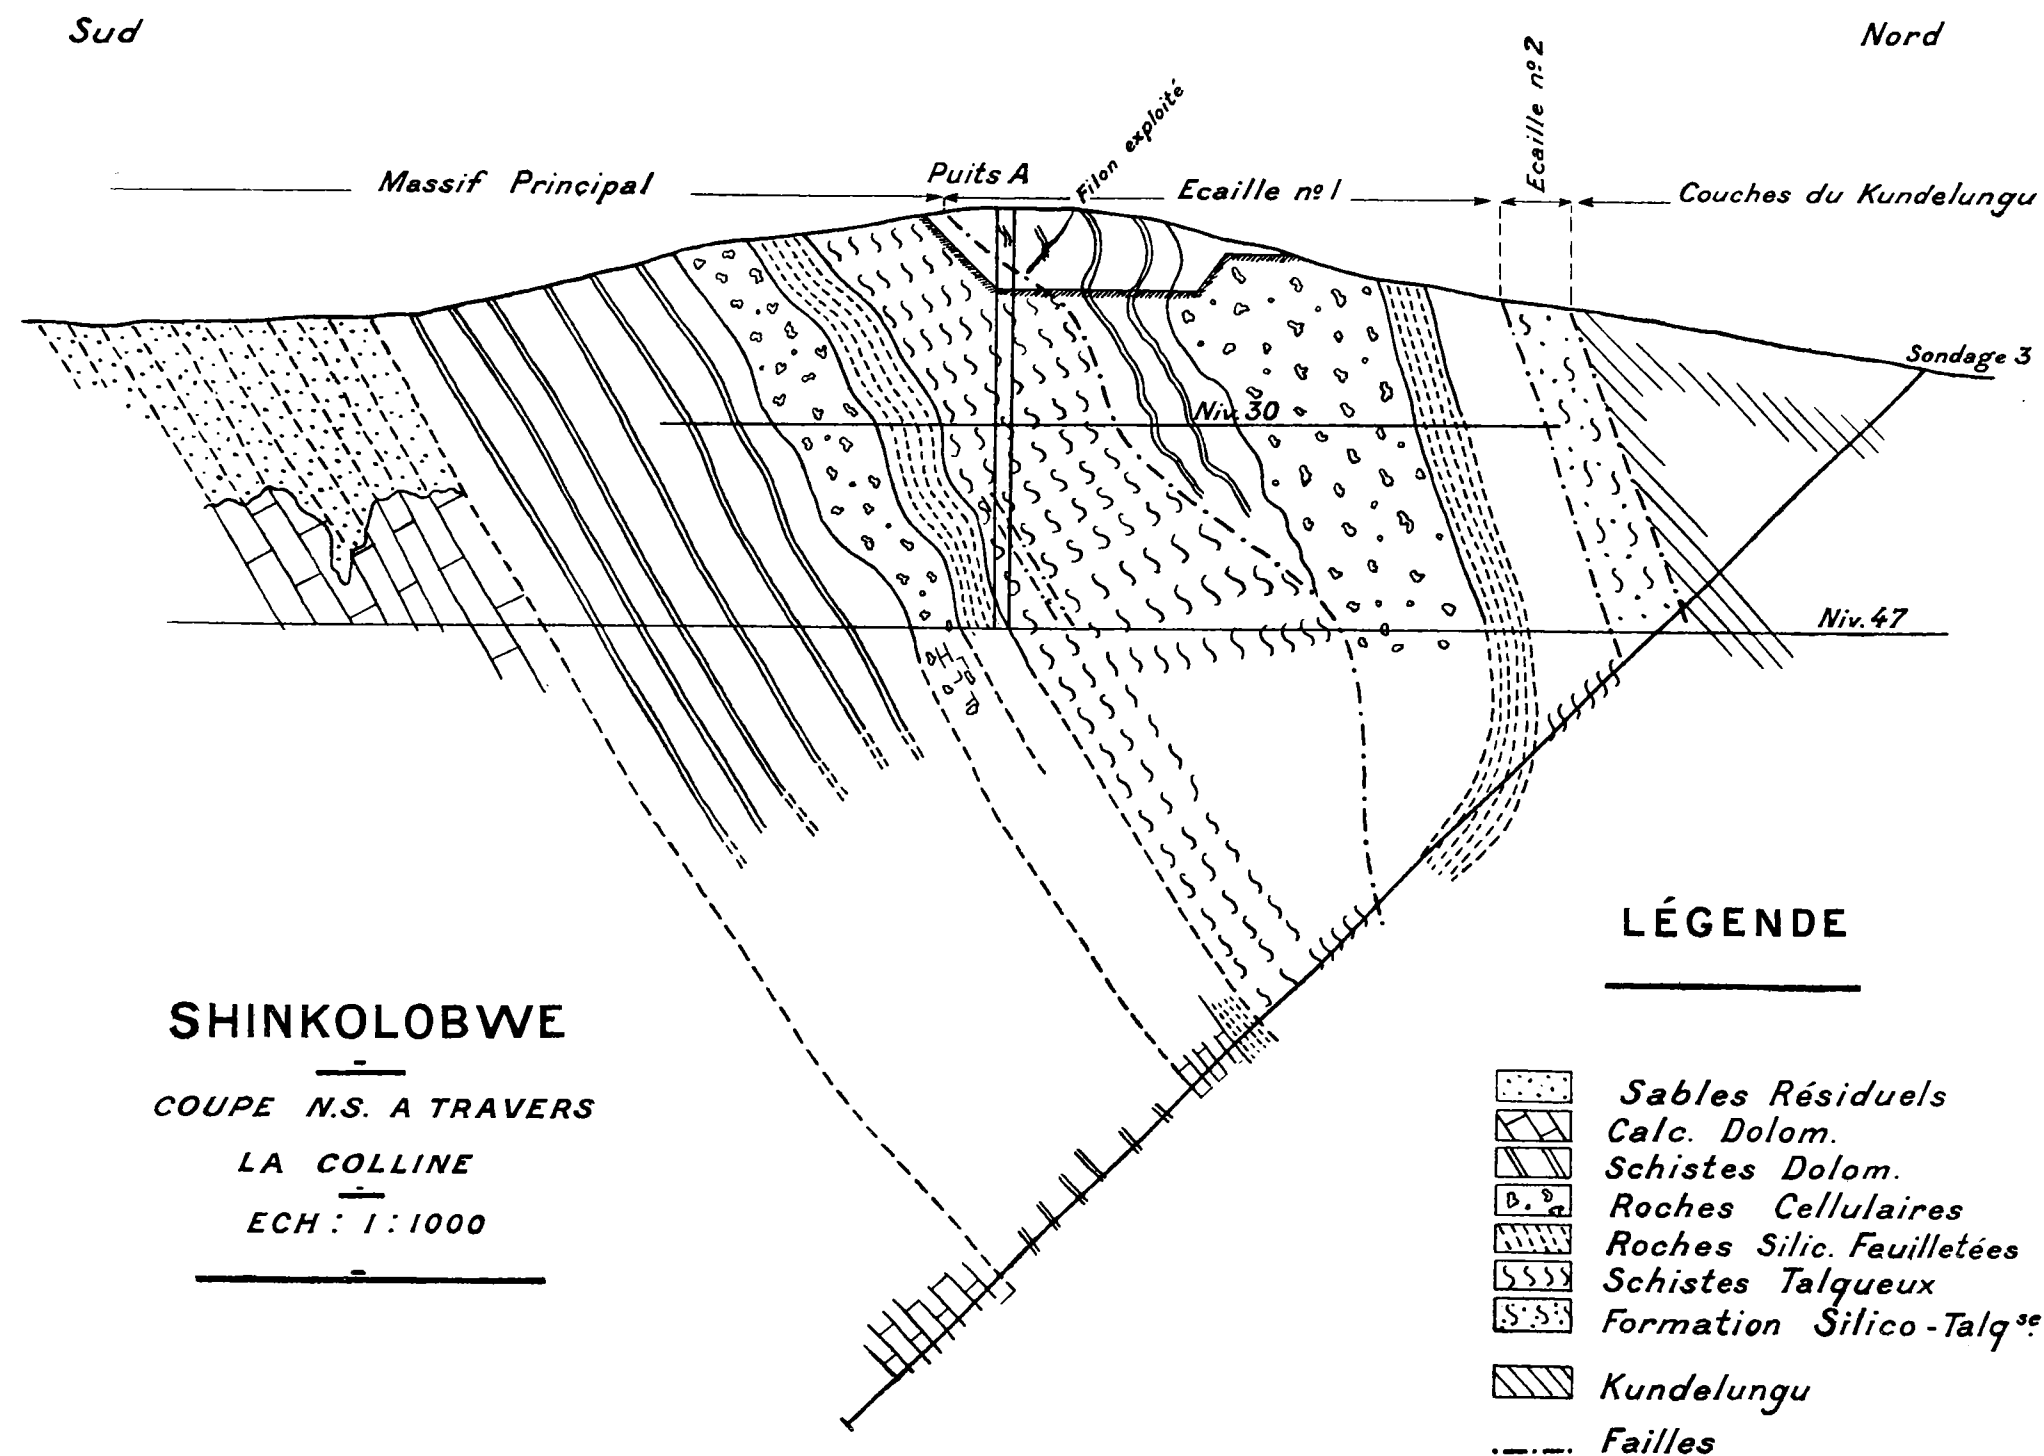 Sud
Nord
Massif Principal
Puits A
Filon exploité
Ecaille nº 1
Ecaille nº 2
Couches du Kundelungu
Sondage 3
Niv. 30
Niv. 47
SHINKOLOBWE
COUPE N.S. A TRAVERS
LA COLLINE
ECH : 1 : 1000
LÉGENDE
Sables Résiduels
Calc. Dolom.
Schistes Dolom.
Roches Cellulaires
Roches Silic. Feuilletées
Schistes Talqueux
Formation Silico-Talqse.
Kundelungu
Failles